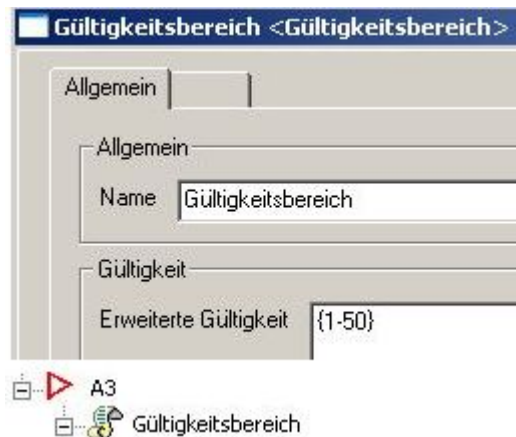 Gültigkeitsbereich <Gültigkeitsbereich>
Allgemein
Allgemein
Name Gültigkeitsbereich
Gültigkeit
Erweiterte Gültigkeit {1-50}
A3
Gültigkeitsbereich